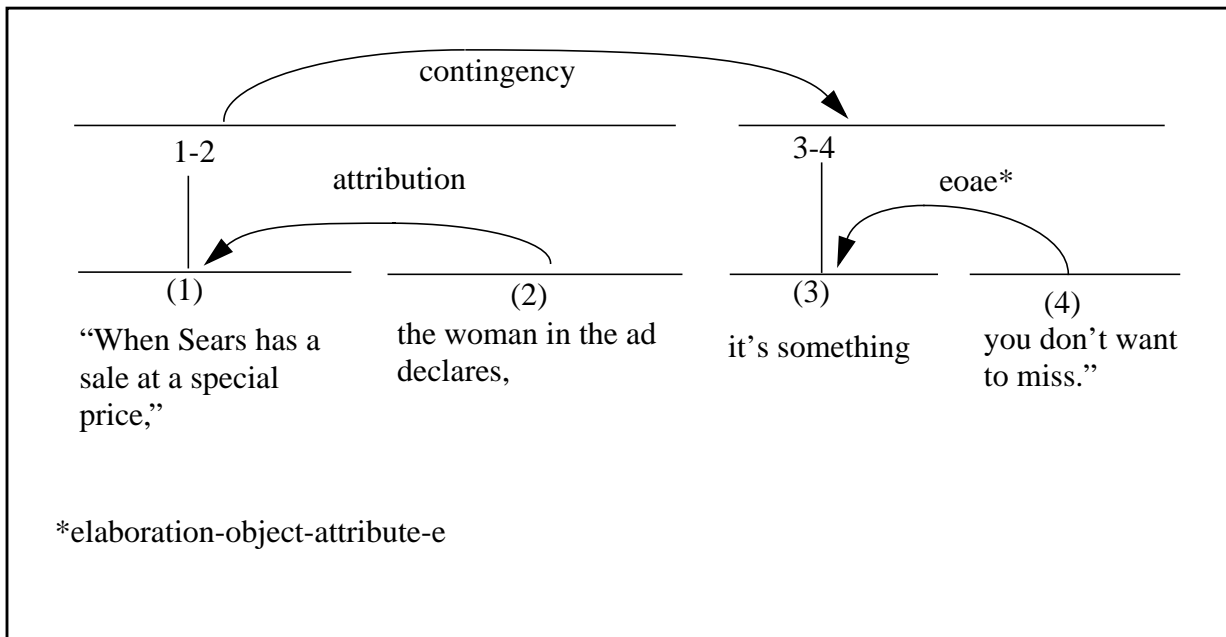 contingency
1-2
3-4
attribution
eoae*
(1)
(2)
(3)
(4)
“When Sears has a
sale at a special
price,”
the woman in the ad
declares,
it’s something
you don’t want
to miss.”
*elaboration-object-attribute-e